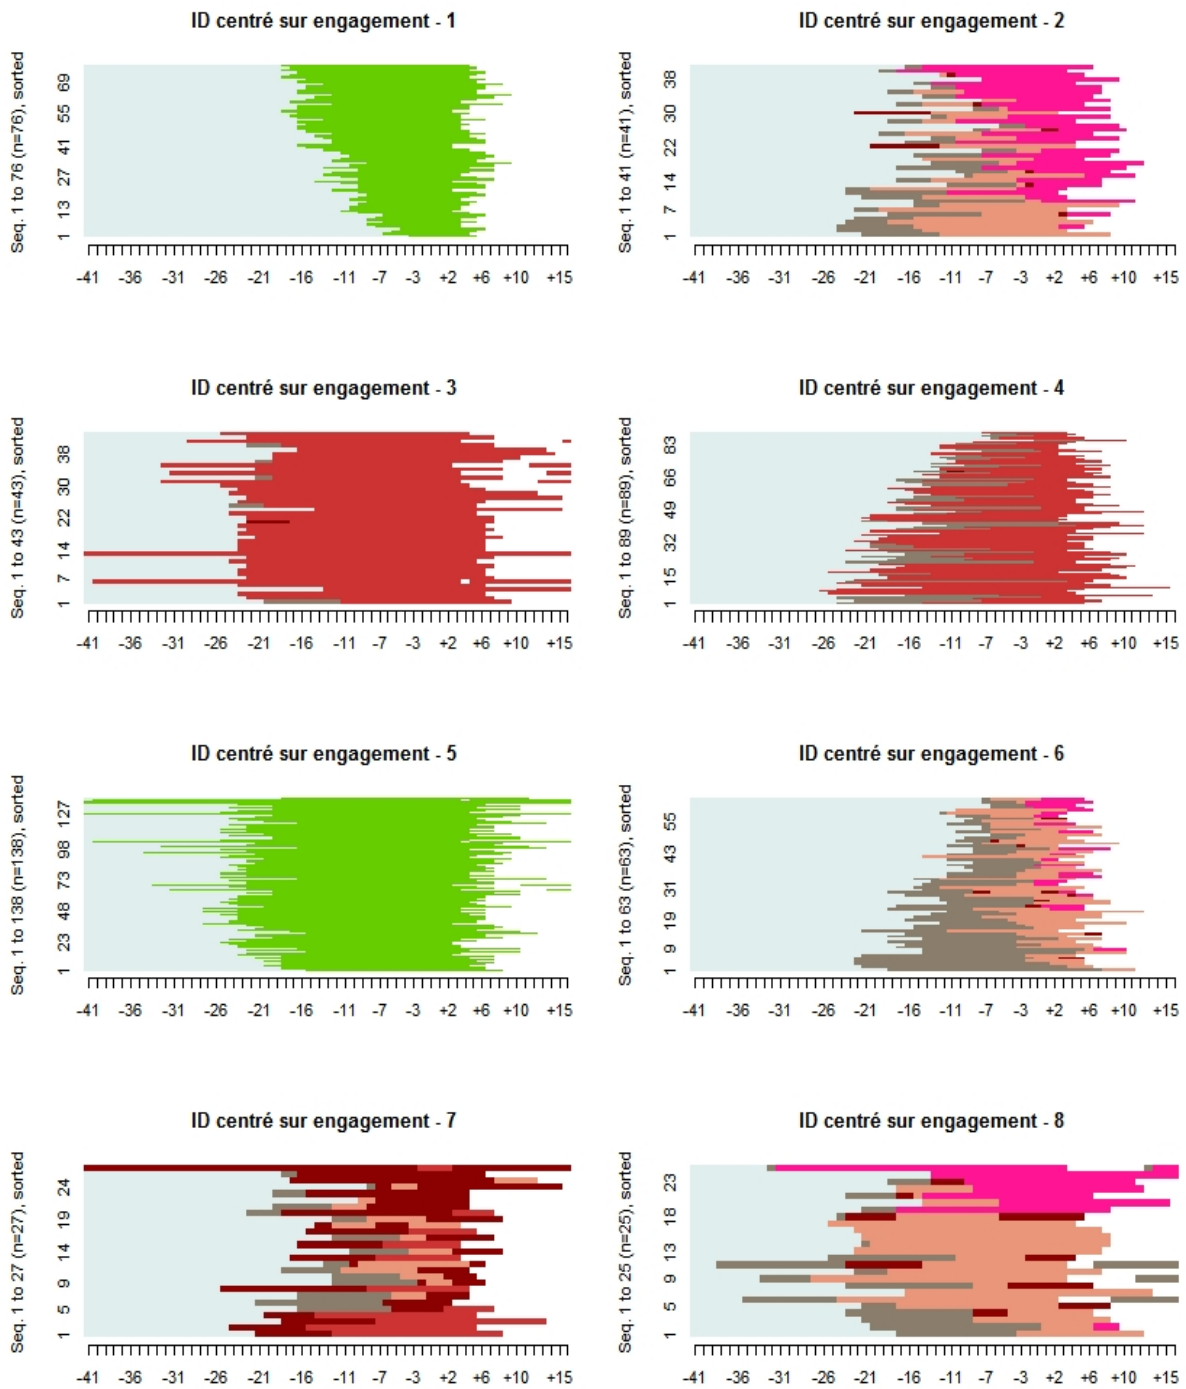 ID centré sur engagement - 1
Seq. 1 to 76 (n=76), sorted
69
55
41
27
13
1
-41 -36 -31 -26 -21 -16 -11 -7 -3 +2 +6 +10 +15
ID centré sur engagement - 2
Seq. 1 to 41 (n=41), sorted
38
30
22
14
7
1
-41 -36 -31 -26 -21 -16 -11 -7 -3 +2 +6 +10 +15
ID centré sur engagement - 3
Seq. 1 to 43 (n=43), sorted
38
30
22
14
7
1
-41 -36 -31 -26 -21 -16 -11 -7 -3 +2 +6 +10 +15
ID centré sur engagement - 4
Seq. 1 to 89 (n=89), sorted
83
66
49
32
15
1
-41 -36 -31 -26 -21 -16 -11 -7 -3 +2 +6 +10 +15
ID centré sur engagement - 5
Seq. 1 to 138 (n=138), sorted
127
98
73
48
23
1
-41 -36 -31 -26 -21 -16 -11 -7 -3 +2 +6 +10 +15
ID centré sur engagement - 6
Seq. 1 to 63 (n=63), sorted
55
43
31
19
9
1
-41 -36 -31 -26 -21 -16 -11 -7 -3 +2 +6 +10 +15
ID centré sur engagement - 7
Seq. 1 to 27 (n=27), sorted
24
19
14
9
5
1
-41 -36 -31 -26 -21 -16 -11 -7 -3 +2 +6 +10 +15
ID centré sur engagement - 8
Seq. 1 to 25 (n=25), sorted
23
18
13
9
5
1
-41 -36 -31 -26 -21 -16 -11 -7 -3 +2 +6 +10 +15